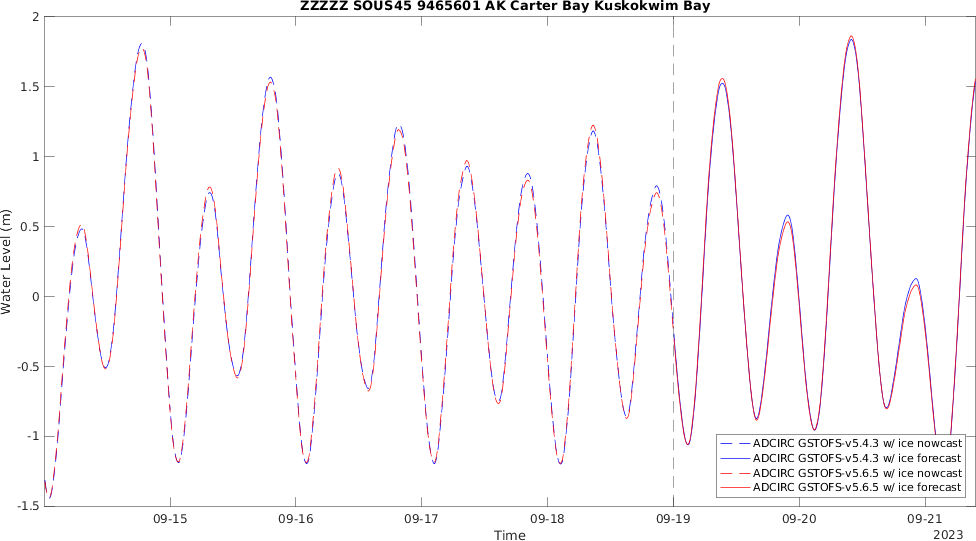 ZZZZZ SOUS45 9465601 AK Carter Bay Kuskokwim Bay
2
1.5
1
0.5
0
-0.5
-1
-1.5
Water Level (m)
ADCIRC GSTOFS-v5.4.3 w/ ice nowcast
ADCIRC GSTOFS-v5.4.3 w/ ice forecast
ADCIRC GSTOFS-v5.6.5 w/ ice nowcast
ADCIRC GSTOFS-v5.6.5 w/ ice forecast
09-15 09-16 09-17 09-18 09-19 09-20 09-21
Time
2023